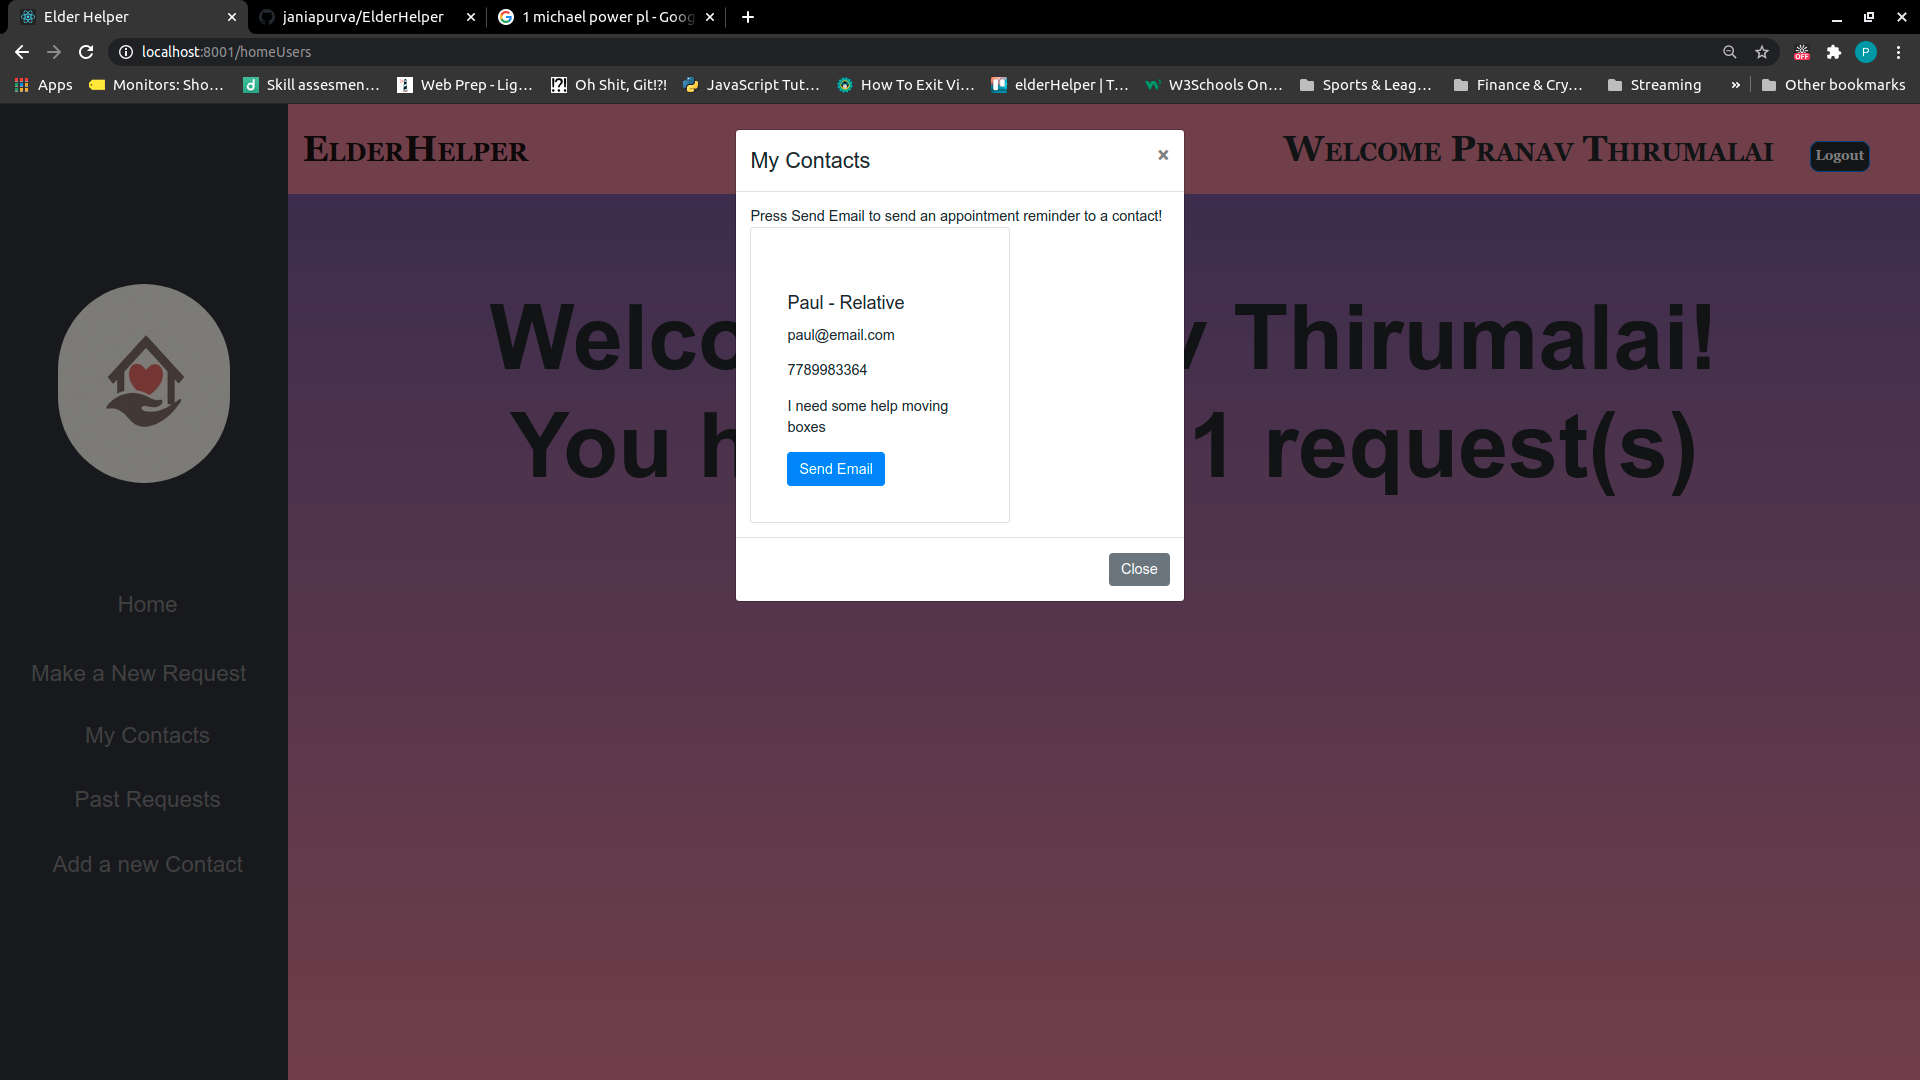 Elder Helper
janiapurva/ElderHelper
1 michael power pl - Goog
localhost:8001/homeUsers
OFF
P
Apps
Monitors: Sho...
Skill assesmen...
Web Prep - Lig...
Oh Shit, Git!?!
JavaScript Tut...
How To Exit Vi...
elderHelper | T...
W3Schools On...
Sports & Leag...
Finance & Cry...
Streaming
»
Other bookmarks
ElderHelper
Welcome Pranav Thirumalai
Logout
My Contacts
×
Press Send Email to send an appointment reminder to a contact!
Paul - Relative
paul@email.com
7789983364
I need some help moving
boxes
Send Email
Close
Thirumalai!
You
1 request(s)
Home
Make a New Request
My Contacts
Past Requests
Add a new Contact